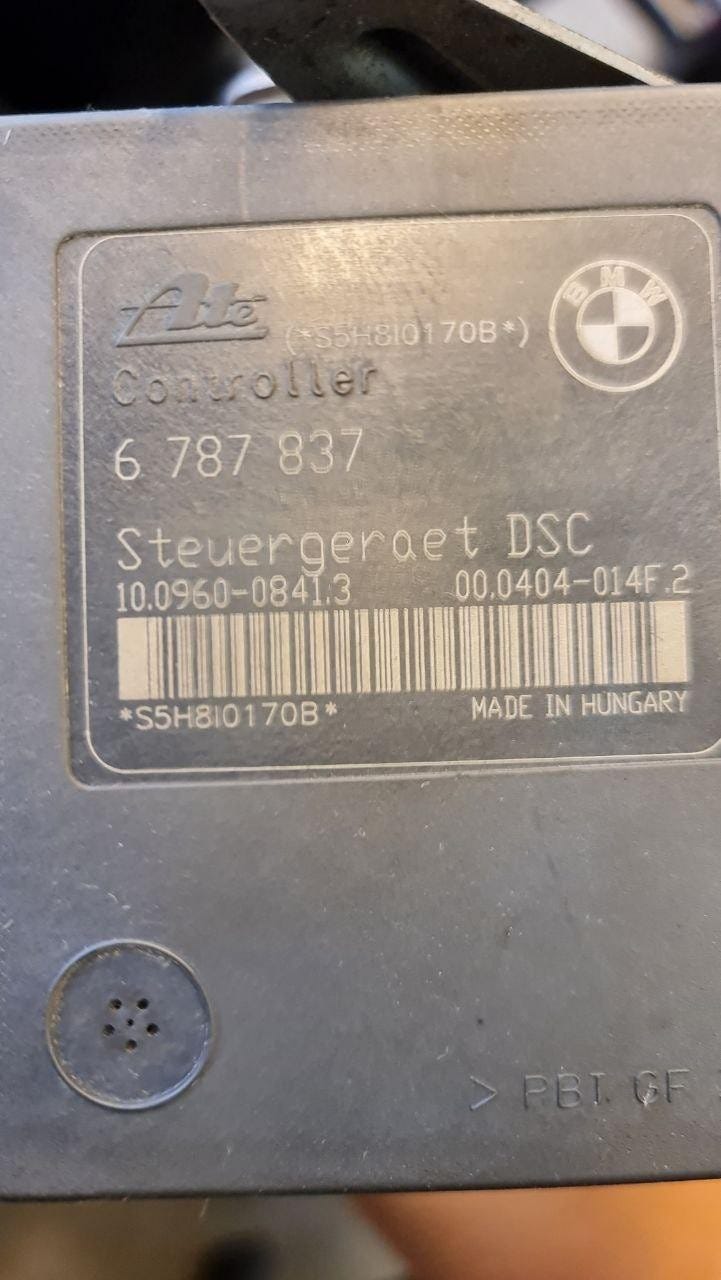 Ate (*S5H8I0170B*)
BMW
Controller
6 787 837
Steuergeraet DSC
10.0960-0841.3 00.0404-014F.2
*S5H8I0170B* MADE IN HUNGARY
> PBT GF